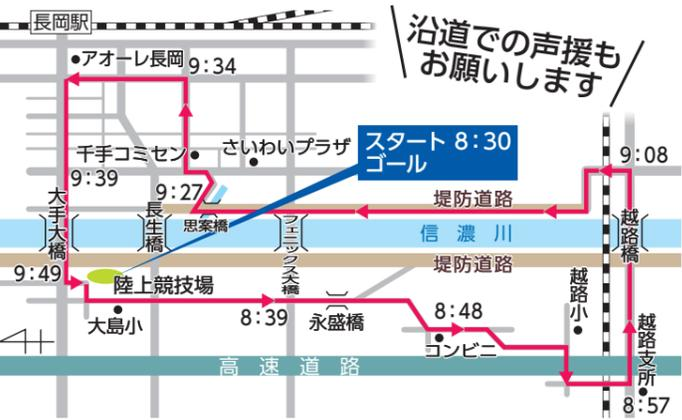 長岡駅
アオーレ長岡
9:34
沿道での声援も
お願いします
千手コミセン
さいわいプラザ
スタート 8:30
ゴール
9:08
9:39
9:27
大手大橋
長生橋
思案橋
フェニックス大橋
堤防道路
信濃川
堤防道路
越路橋
9:49
陸上競技場
大島小
8:39
永盛橋
8:48
コンビニ
越路小
越路支所
8:57
高速道路